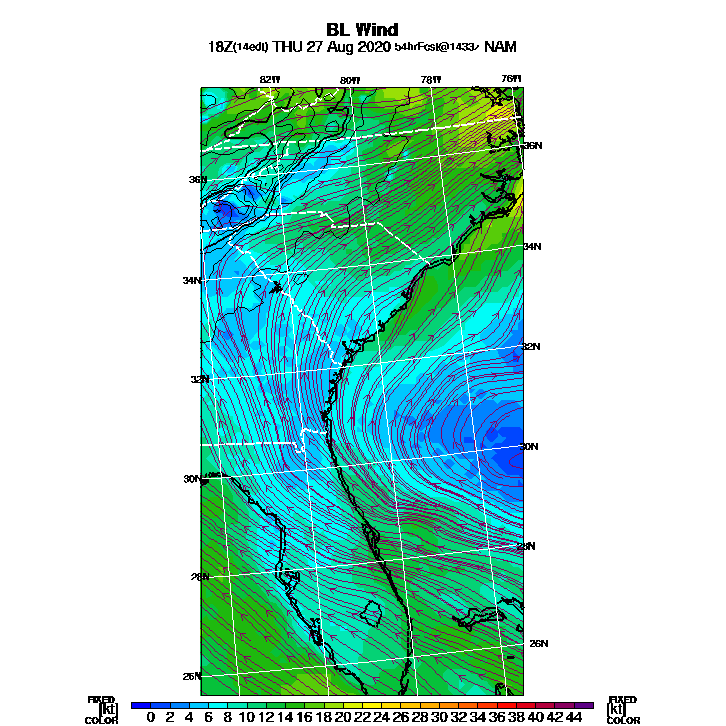 BL Wind
18Z(14edt) THU 27 Aug 2020 54hrFcst@1433z NAM
82W 80W 78W 76W
36N
36N
34N
34N
32N
32N
30N
30N
28N
28N
26N
26N
FIXED FIXED
[kt] 0 2 4 6 8 10 12 14 16 18 20 22 24 26 28 30 32 34 36 38 40 42 44 [kt]
COLOR COLOR